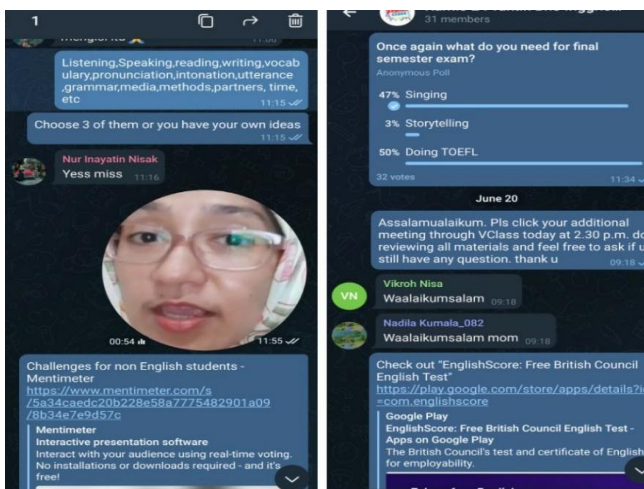 1
11:00
Listening,Speaking,reading,writing,vocab
ulary,pronunciation,intonation,utterance
,grammar,media,methods,partners, time,
etc
11:15
Choose 3 of them or you have your own ideas
11:15
Nur Inayatin Nisak
Yess miss 11:16
00:54
11:55
Challenges for non English students -
Mentimeter
https://www.mentimeter.com/s
/5a34caedc20b228e58a7775482901a09
/8b34e7e9d57c
Mentimeter
Interactive presentation software
Interact with your audience using real-time voting.
No installations or downloads required - and it's
free!
31 members
Once again what do you need for final
semester exam?
Anonymous Poll
47% Singing
3% Storytelling
50% Doing TOEFL
32 votes
11:34
June 20
Assalamualaikum. Pls click your additional
meeting through VClass today at 2.30 p.m. do
reviewing all materials and feel free to ask if u
still have any question. thank u
09:18
VN
Vikroh Nisa
Waalaikumsalam 09:18
Nadila Kumala_082
Waalaikumsalam mom 09:18
Check out "EnglishScore: Free British Council
English Test"
https://play.google.com/store/apps/details?i
=com.englishscore
Google Play
EnglishScore: Free British Council English Test -
Apps on Google Play
The British Council's test and certificate of English
for employability.